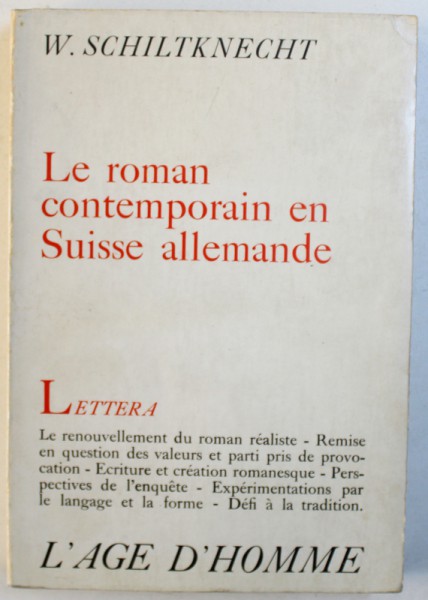 W. SCHILTKNECHT
Le roman
contemporain en
Suisse allemande
LETTERA
Le renouvellement du roman réaliste - Remise
en question des valeurs et parti pris de provo-
cation - Ecriture et création romanesque - Pers-
pectives de l'enquête - Expérimentations par
le langage et la forme - Défi à la tradition.
L'AGE D'HOMME